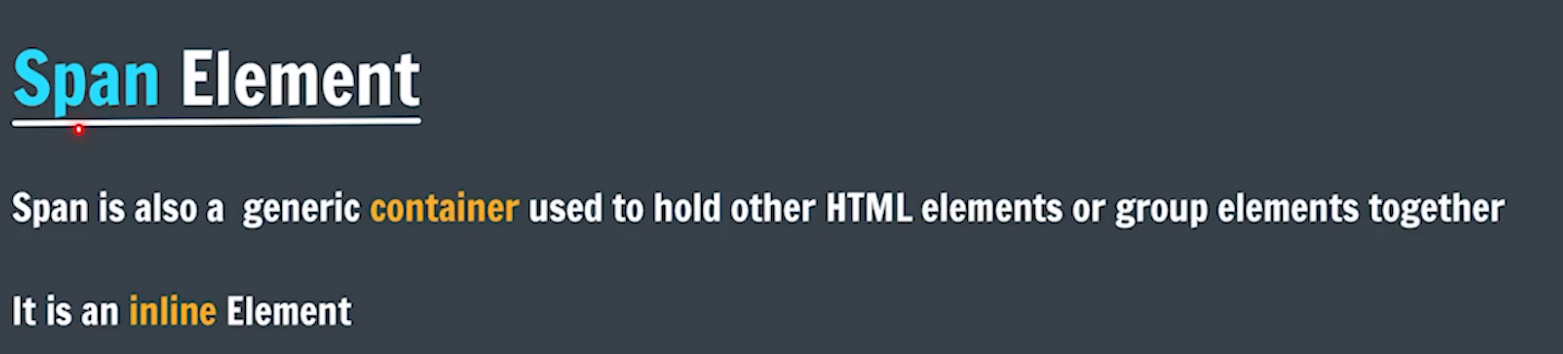 Span Element
Span is also a generic container used to hold other HTML elements or group elements together
It is an inline Element